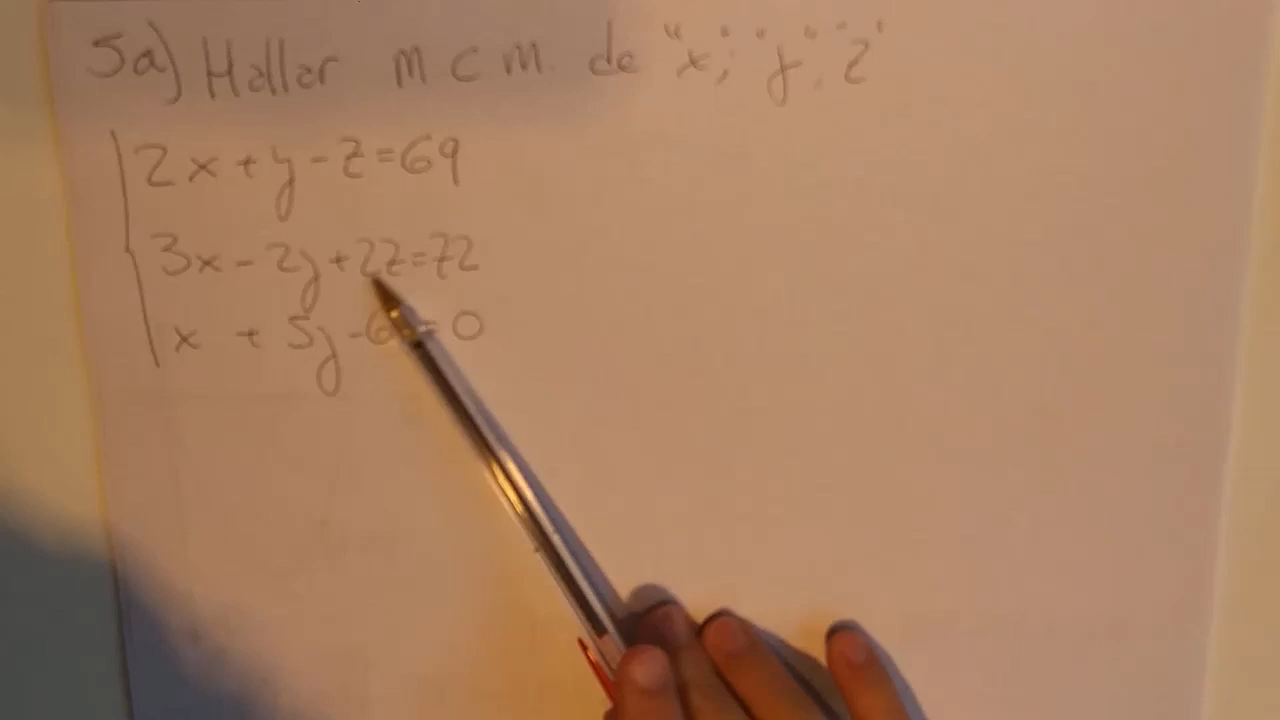 5a) Hallar m c m. de "x"; "y", "z"
2x + y - z = 69
3x - 2y + 2z = 72
x + 5y - 6 = 0